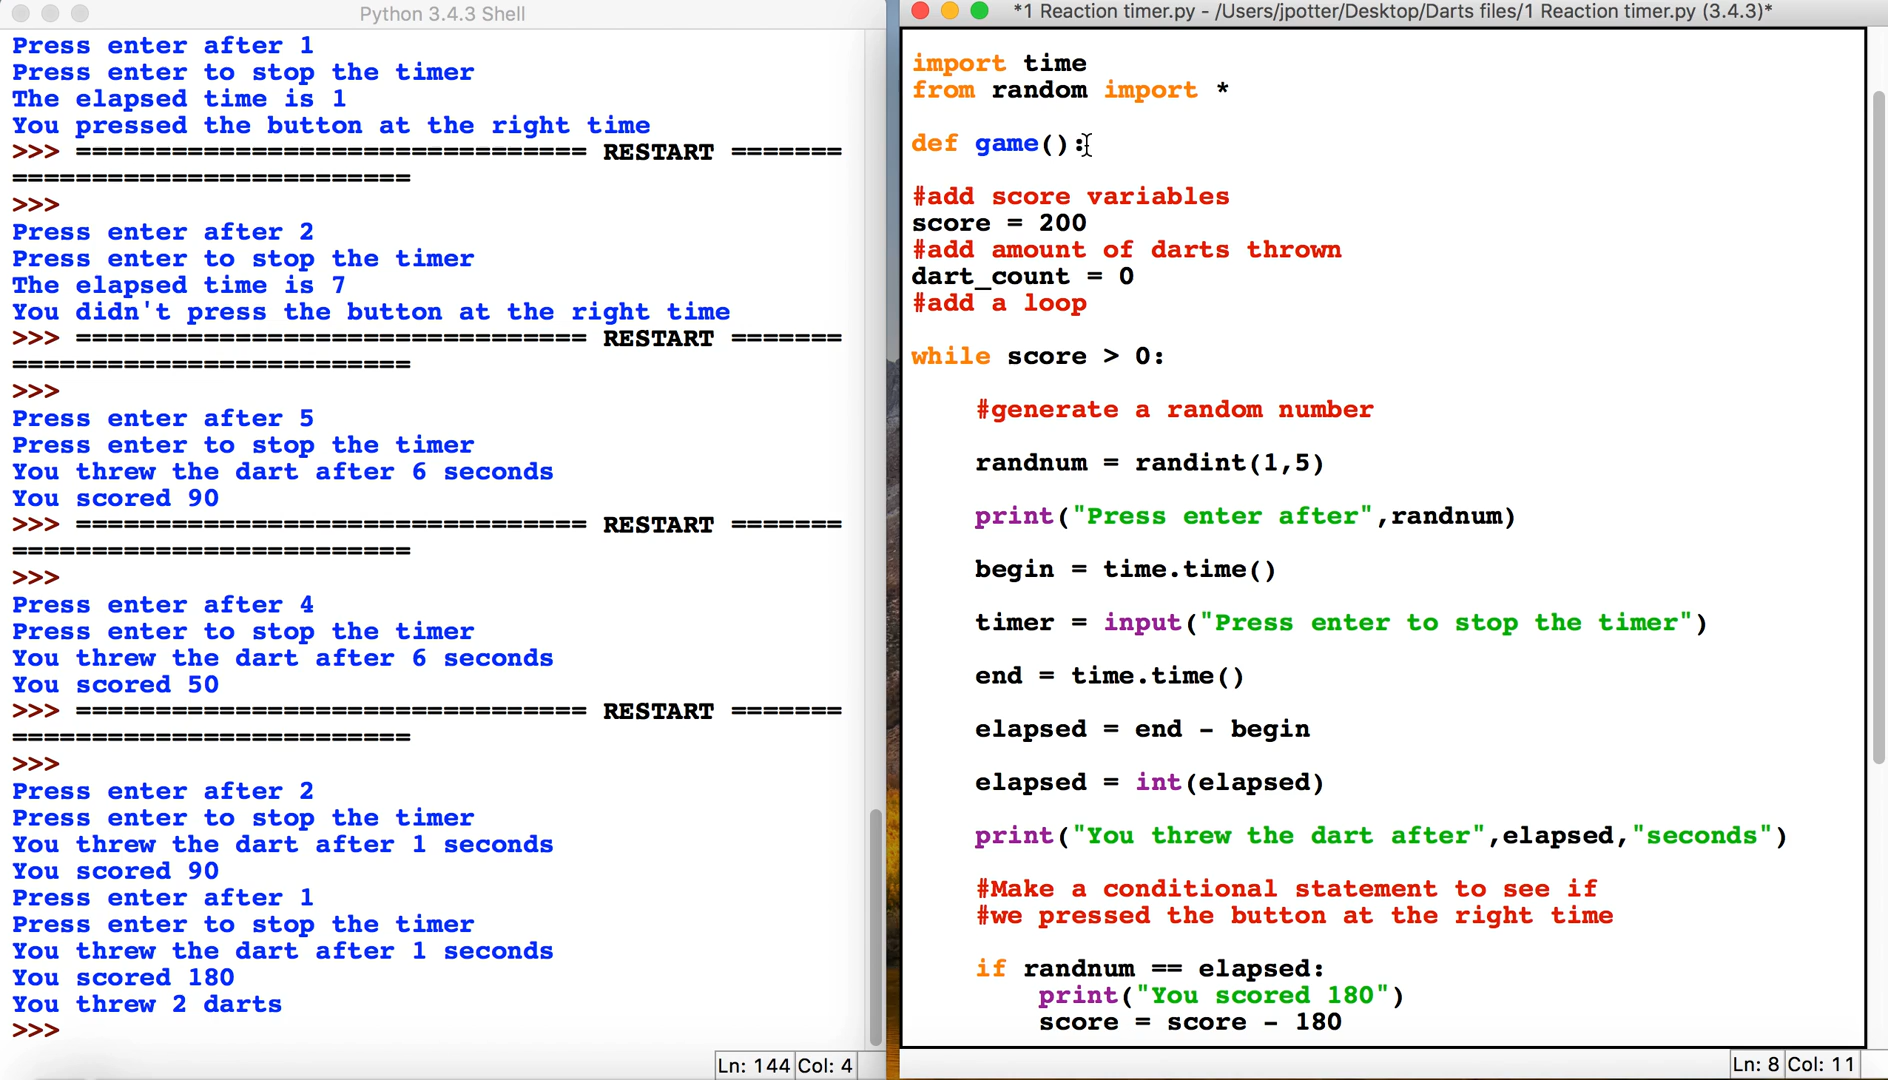 Python 3.4.3 Shell
Press enter after 1
Press enter to stop the timer
The elapsed time is 1
You pressed the button at the right time
>>> ================================ RESTART =======
=========================
>>>
Press enter after 2
Press enter to stop the timer
The elapsed time is 7
You didn't press the button at the right time
>>> ================================ RESTART =======
=========================
>>>
Press enter after 5
Press enter to stop the timer
You threw the dart after 6 seconds
You scored 90
>>> ================================ RESTART =======
=========================
>>>
Press enter after 4
Press enter to stop the timer
You threw the dart after 6 seconds
You scored 50
>>> ================================ RESTART =======
=========================
>>>
Press enter after 2
Press enter to stop the timer
You threw the dart after 1 seconds
You scored 90
Press enter after 1
Press enter to stop the timer
You threw the dart after 1 seconds
You scored 180
You threw 2 darts
>>>
Ln: 144 Col: 4
*1 Reaction timer.py - /Users/jpotter/Desktop/Darts files/1 Reaction timer.py (3.4.3)*
import time
from random import *
def game():
#add score variables
score = 200
#add amount of darts thrown
dart_count = 0
#add a loop
while score > 0:
#generate a random number
randnum = randint(1,5)
print("Press enter after",randnum)
begin = time.time()
timer = input("Press enter to stop the timer")
end = time.time()
elapsed = end - begin
elapsed = int(elapsed)
print("You threw the dart after",elapsed,"seconds")
#Make a conditional statement to see if
#we pressed the button at the right time
if randnum == elapsed:
print("You scored 180")
score = score - 180
Ln: 8 Col: 11